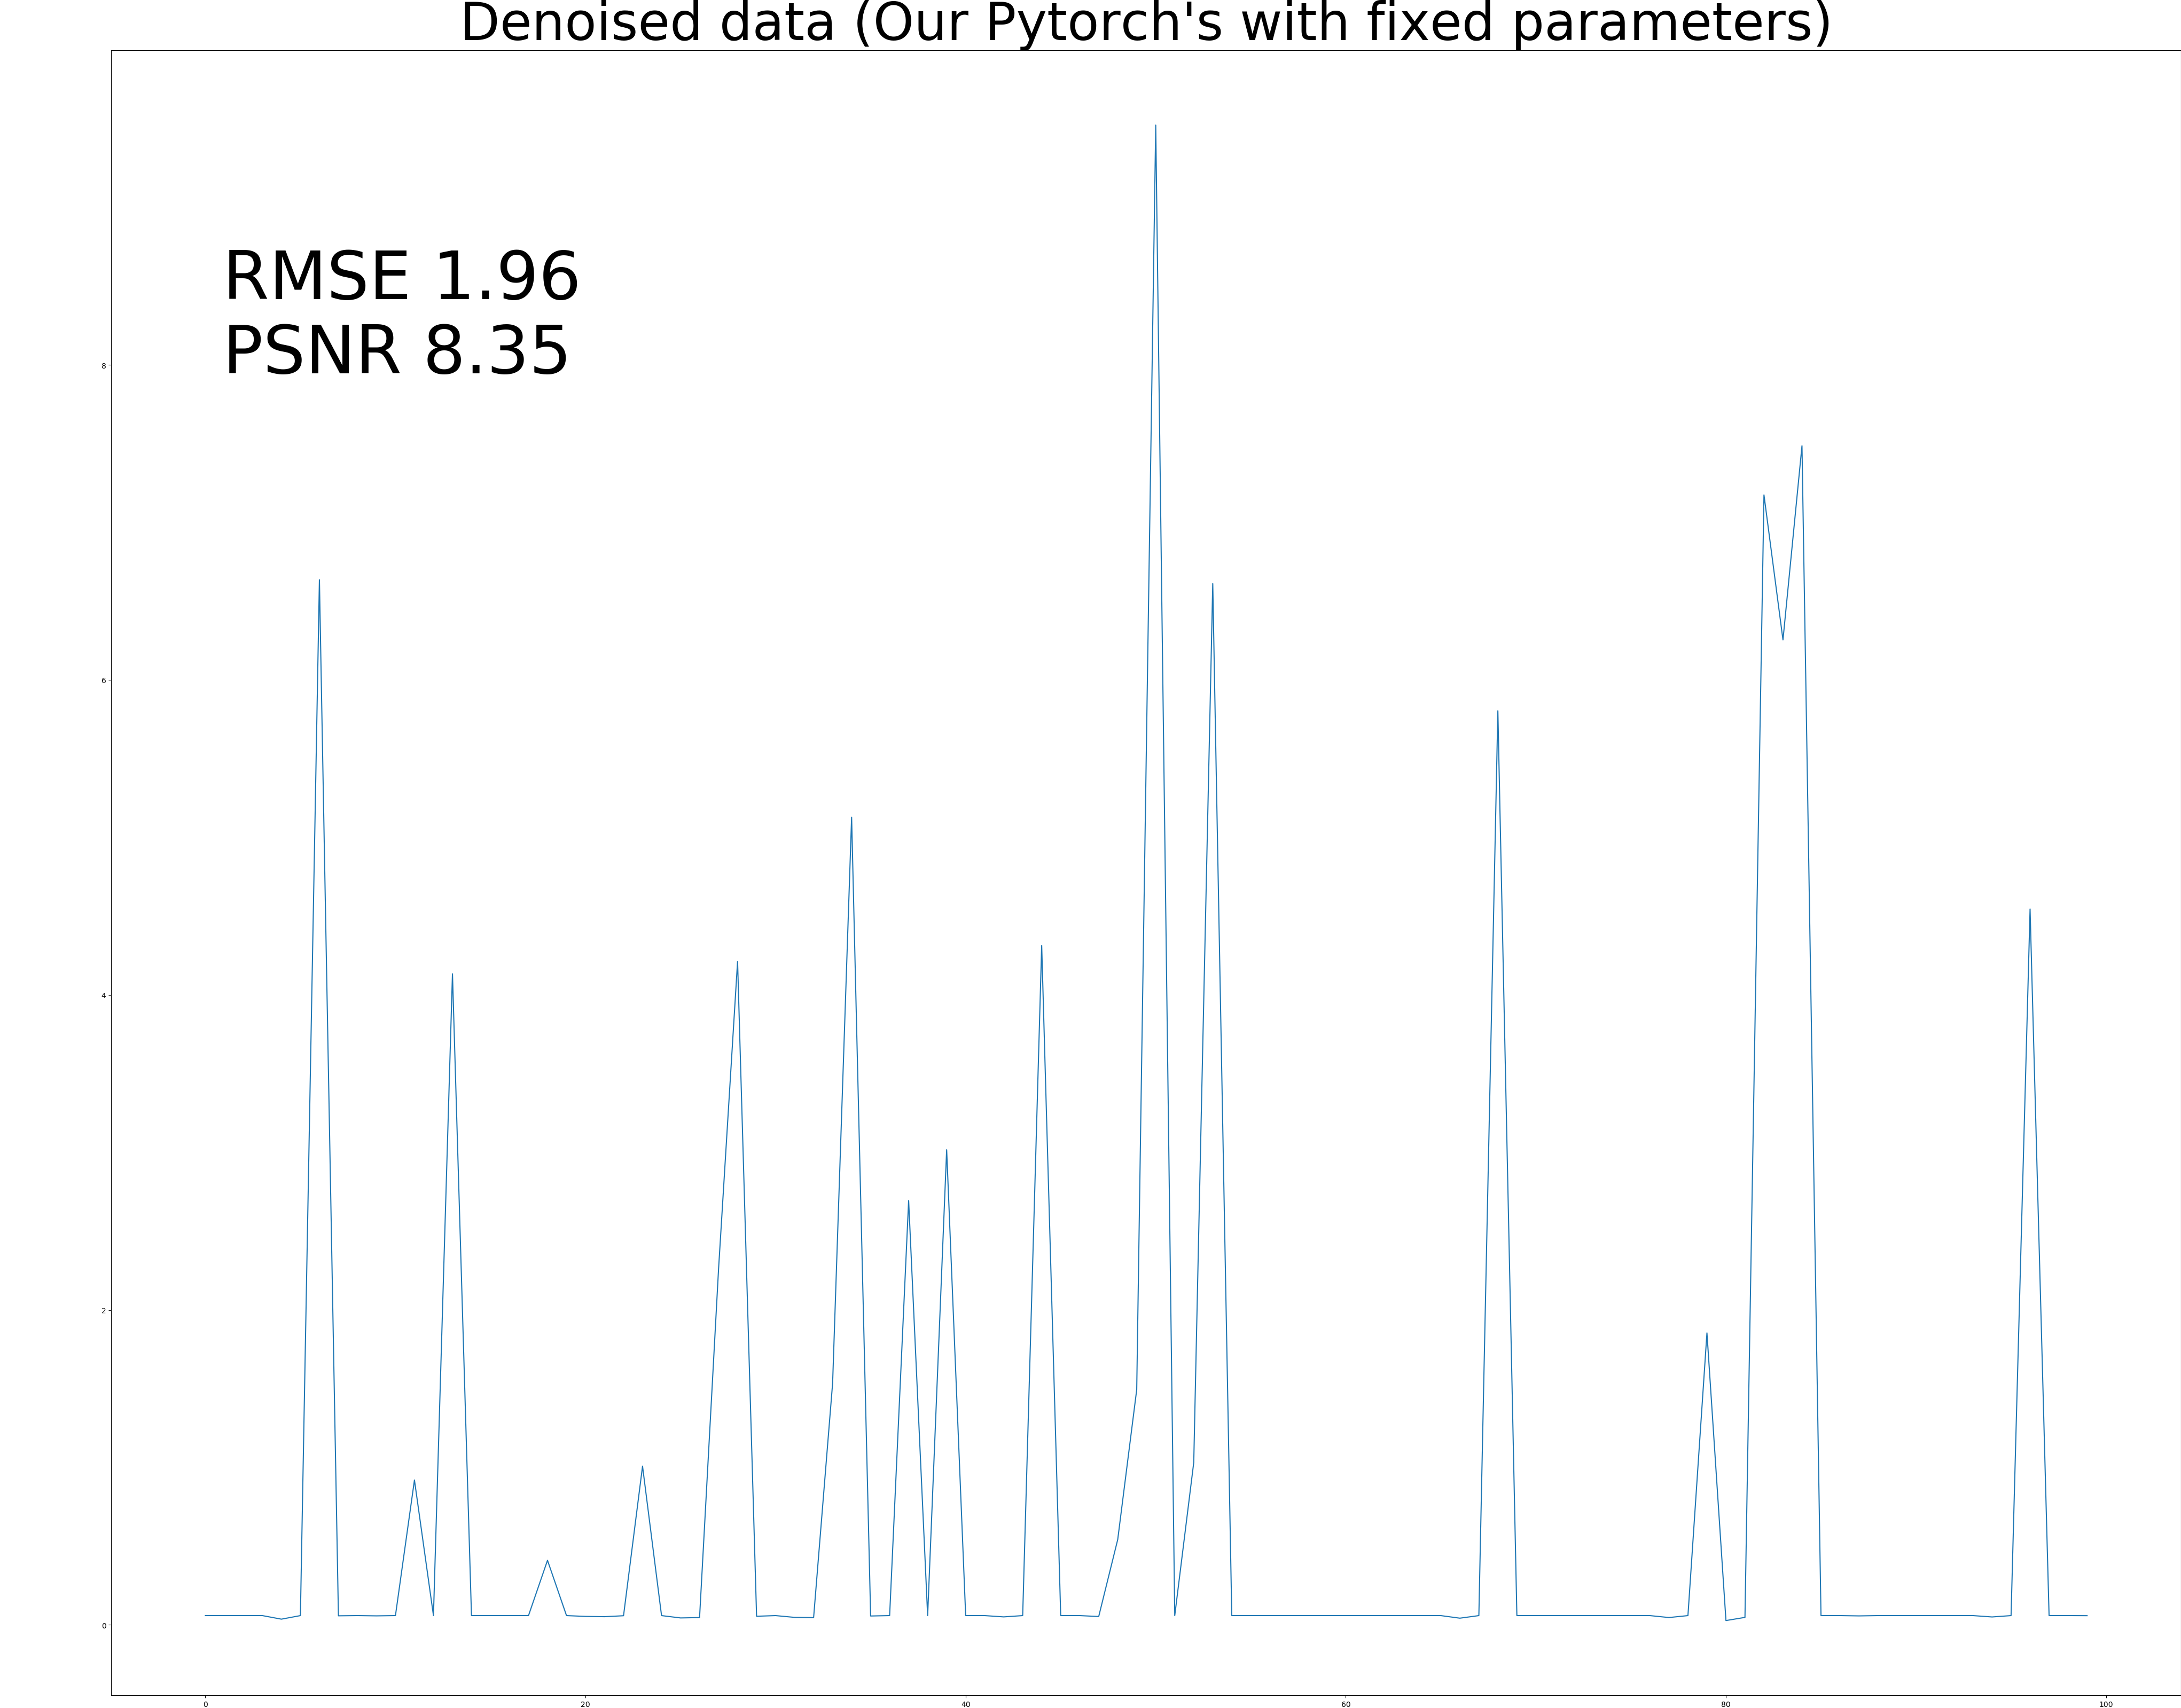 Denoised data (Our Pytorch's with fixed parameters)
RMSE 1.96
PSNR 8.35
8
6
4
2
0
0 20 40 60 80 100